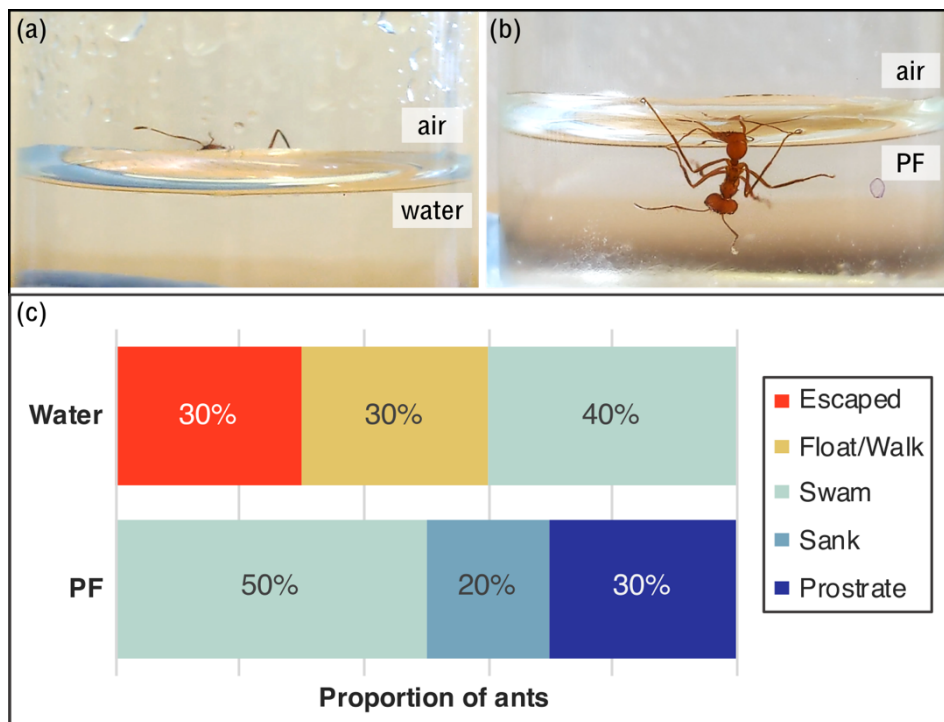 (a)
air
water
(b)
air
PF
(c)
Water
30%
30%
40%
PF
50%
20%
30%
Proportion of ants
Escaped
Float/Walk
Swam
Sank
Prostrate